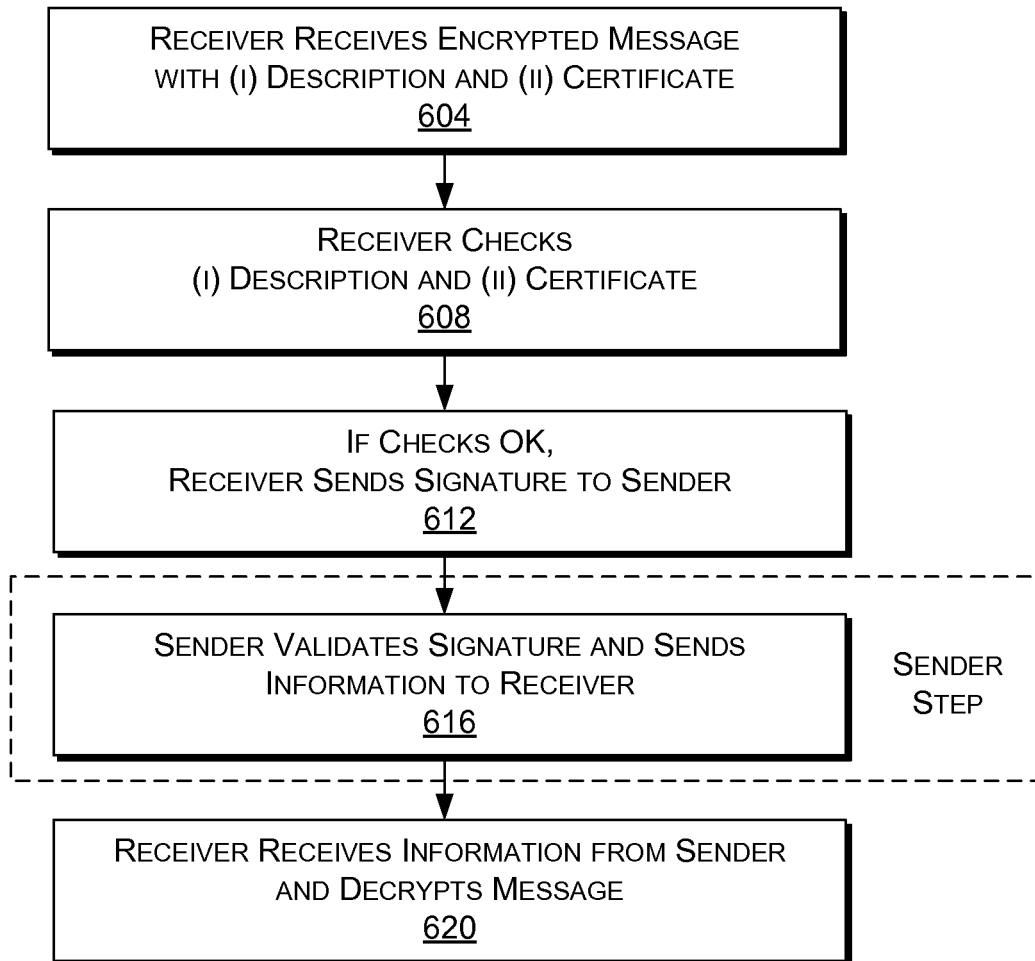 RECEIVER RECEIVES ENCRYPTED MESSAGE
WITH (I) DESCRIPTION AND (II) CERTIFICATE
604
RECEIVER CHECKS
(I) DESCRIPTION AND (II) CERTIFICATE
608
IF CHECKS OK,
RECEIVER SENDS SIGNATURE TO SENDER
612
SENDER VALIDATES SIGNATURE AND SENDS
INFORMATION TO RECEIVER
616
SENDER
STEP
RECEIVER RECEIVES INFORMATION FROM SENDER
AND DECRYPTS MESSAGE
620